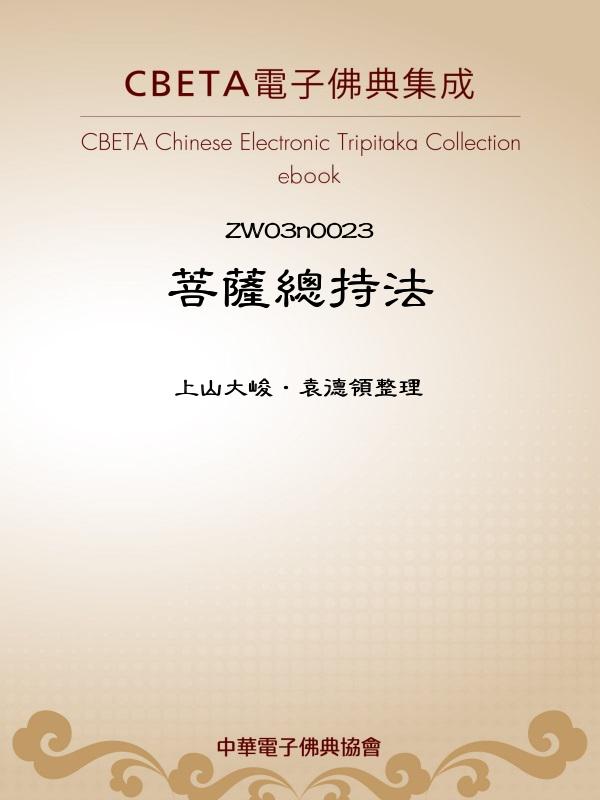 CBETA電子佛典集成
CBETA Chinese Electronic Tripitaka Collection
ebook
ZW03n0023
菩薩總持法
上山大峻．袁德領整理
中華電子佛典協會